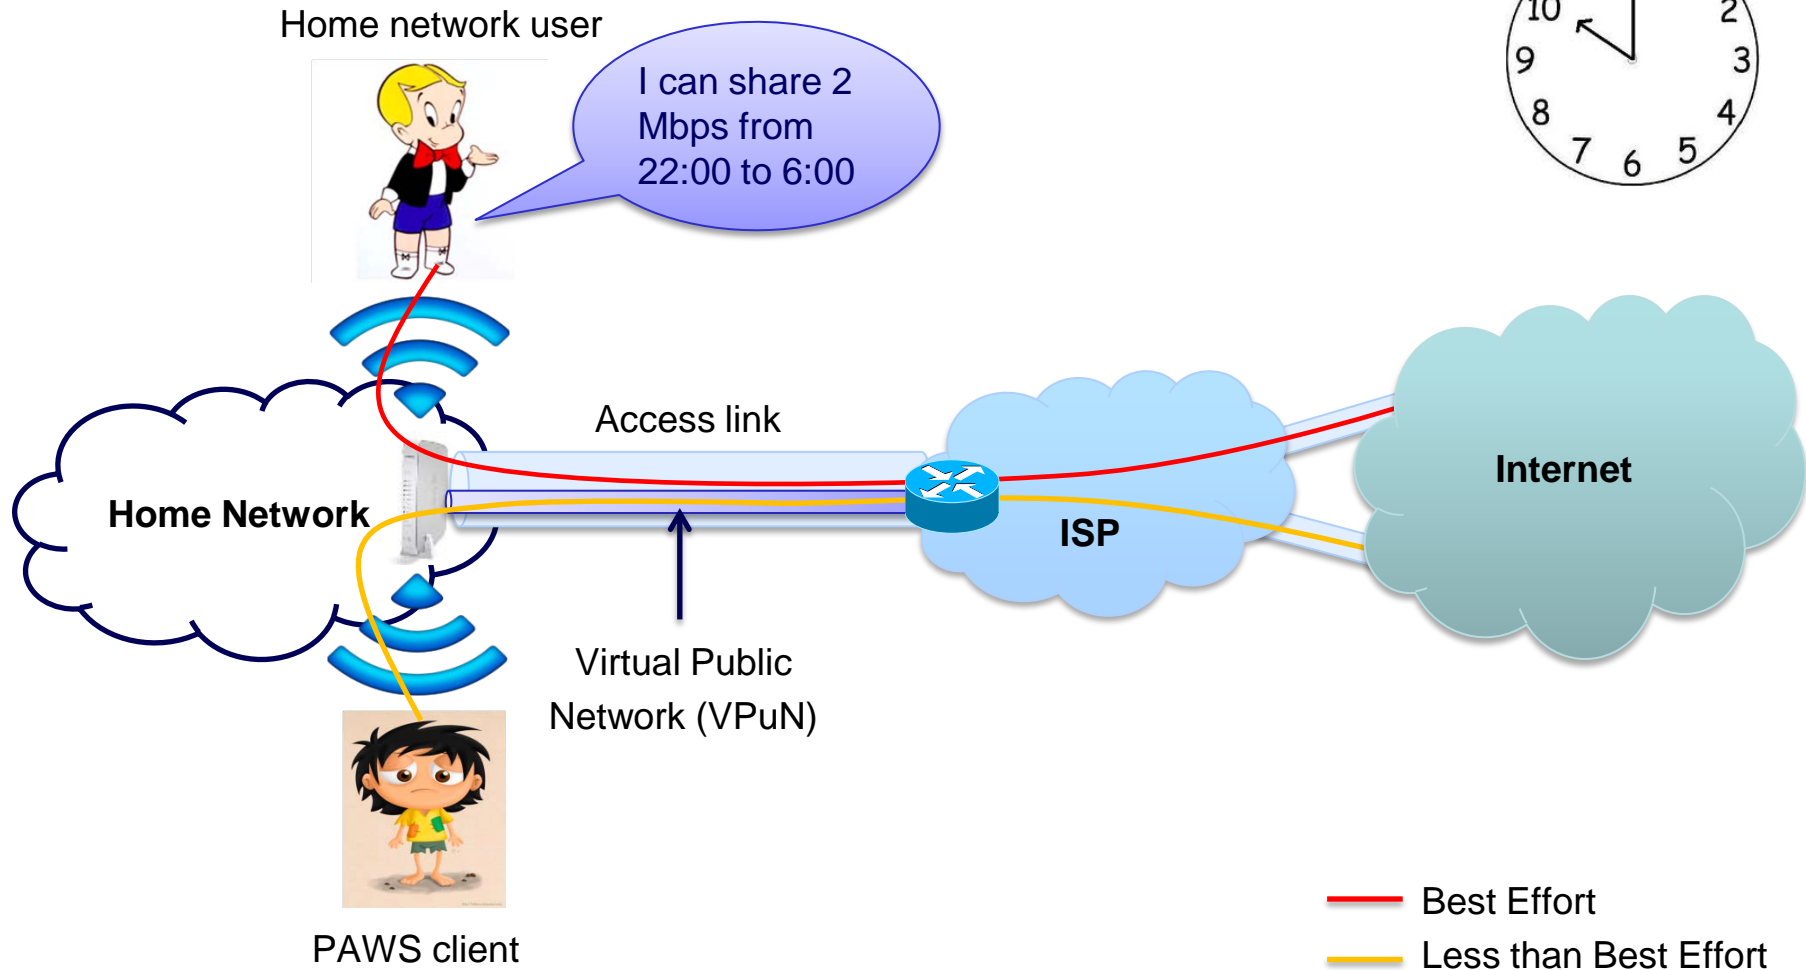 Home network user
I can share 2
Mbps from
22:00 to 6:00
10
2
9
3
8
4
7
6
5
Access link
Home Network
ISP
Internet
Virtual Public
Network (VPuN)
PAWS client
Best Effort
Less than Best Effort